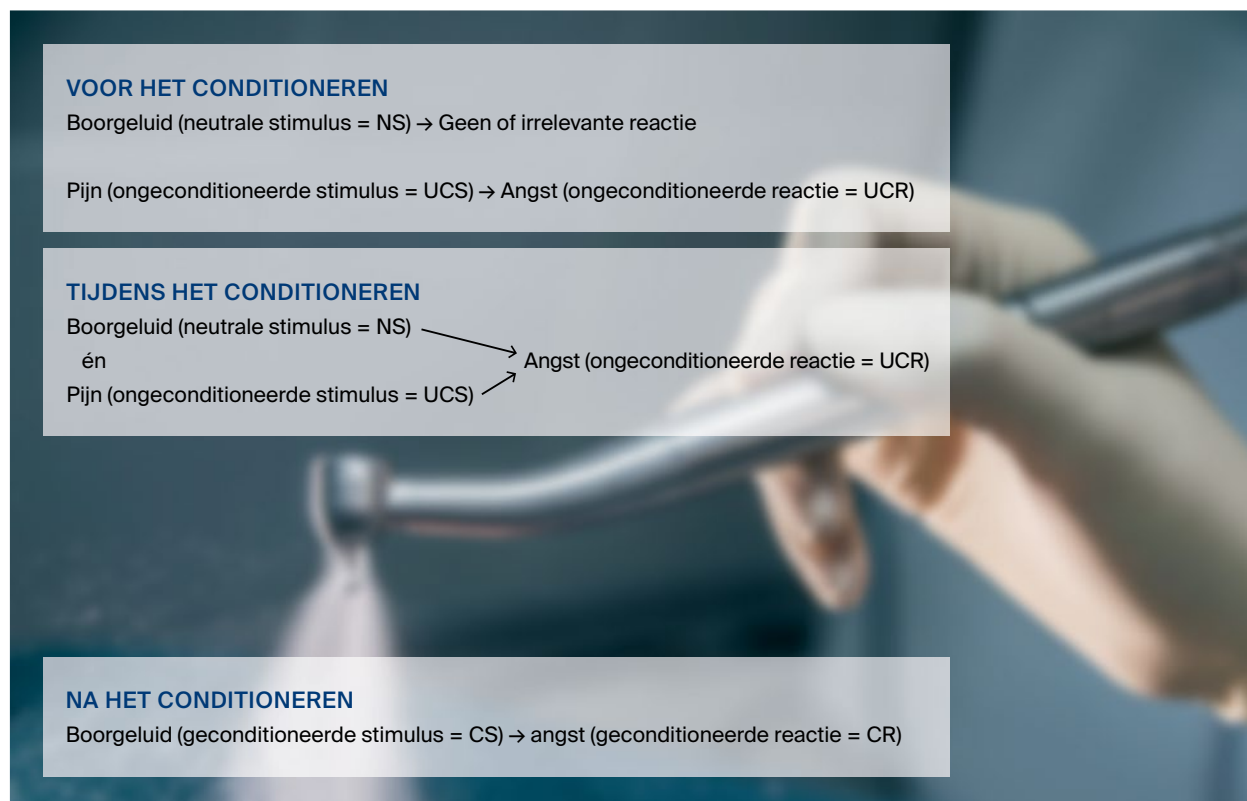 VOOR HET CONDITIONEREN
Boorgeluid (neutrale stimulus = NS) → Geen of irrelevante reactie
Pijn (ongeconditioneerde stimulus = UCS) → Angst (ongeconditioneerde reactie = UCR)
TIJDENS HET CONDITIONEREN
Boorgeluid (neutrale stimulus = NS)
én
Angst (ongeconditioneerde reactie = UCR)
Pijn (ongeconditioneerde stimulus = UCS)
NA HET CONDITIONEREN
Boorgeluid (geconditioneerde stimulus = CS) → angst (geconditioneerde reactie = CR)